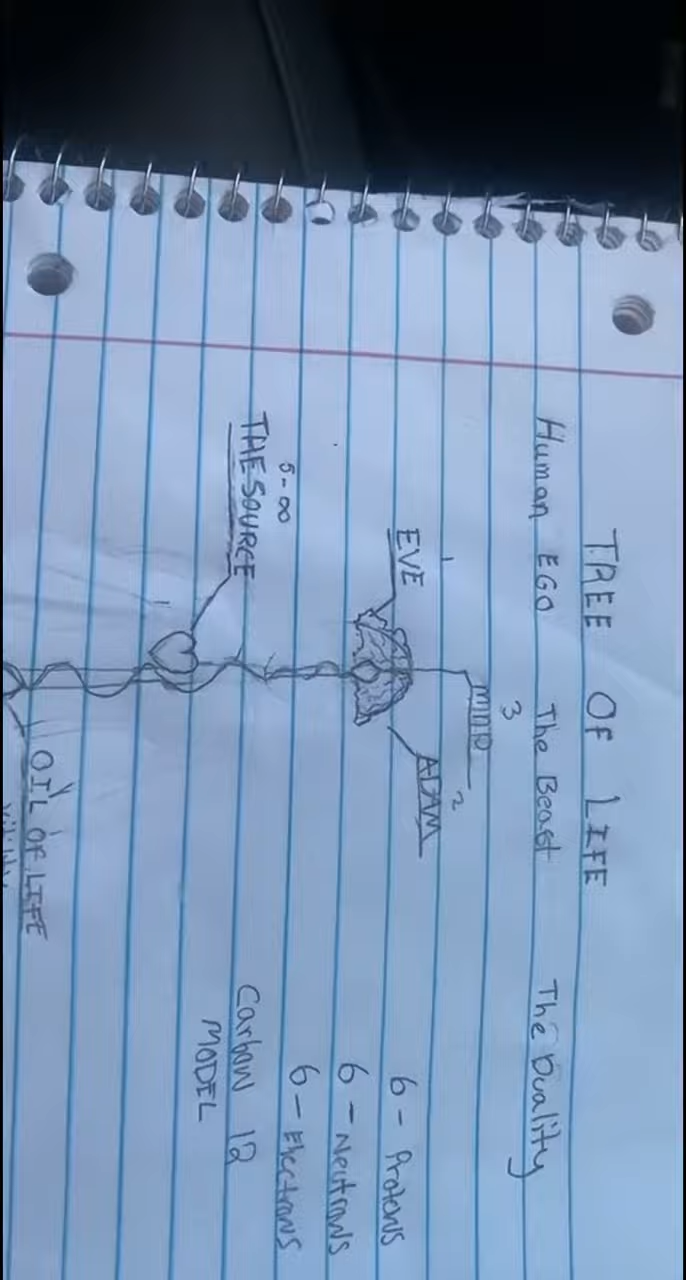 TREE OF LIFE
Human EGO The Beast The Duality
3
MIND
1
2
EVE
ADAM
6 - Protons
6 - Neutrons
6 - Electrons
5 - ∞
THE SOURCE
Carbon 12
MODEL
OIL OF LIFE